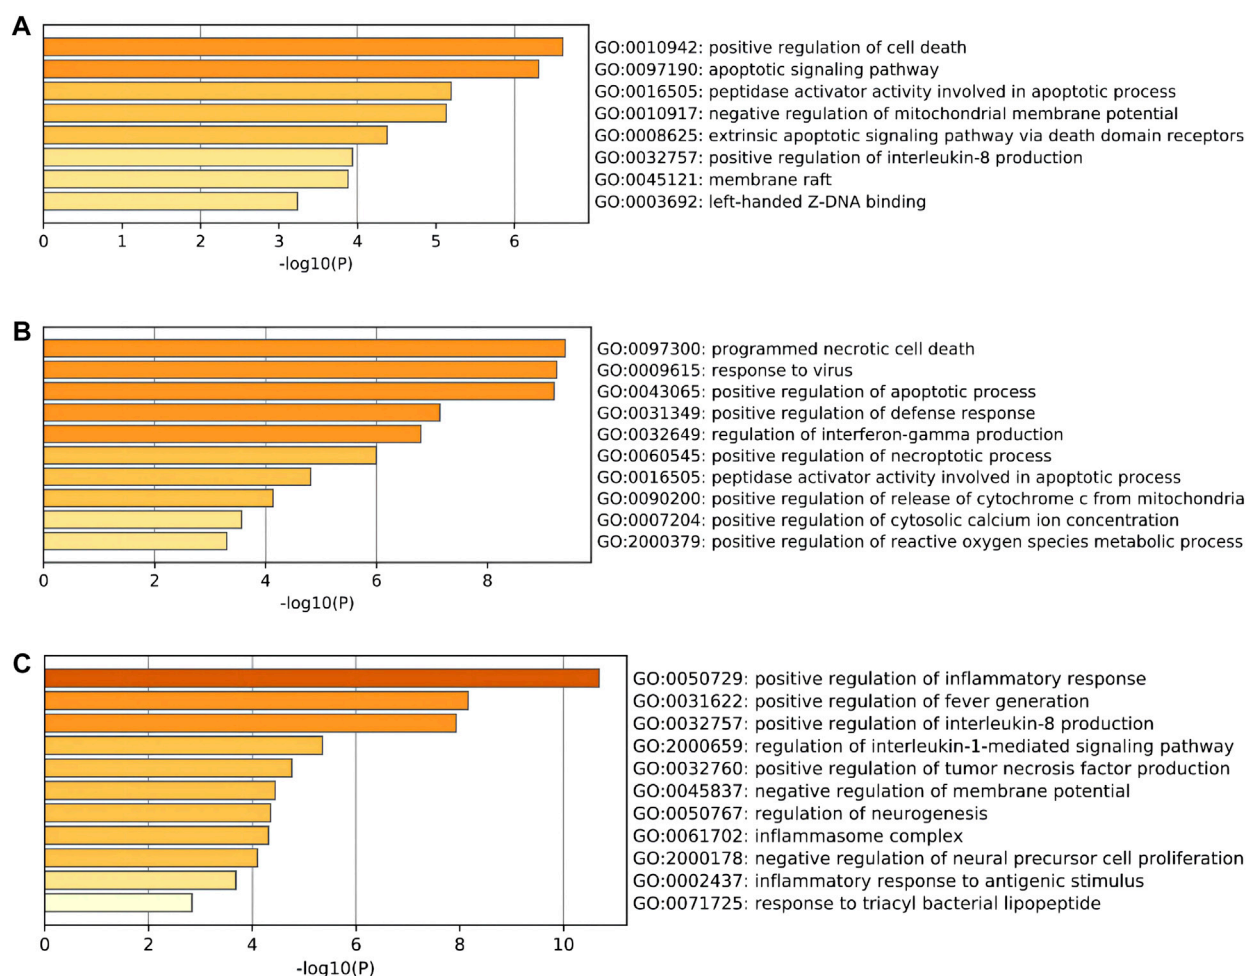 A
GO:0010942: positive regulation of cell death
GO:0097190: apoptotic signaling pathway
GO:0016505: peptidase activator activity involved in apoptotic process
GO:0010917: negative regulation of mitochondrial membrane potential
GO:0008625: extrinsic apoptotic signaling pathway via death domain receptors
GO:0032757: positive regulation of interleukin-8 production
GO:0045121: membrane raft
GO:0003692: left-handed Z-DNA binding
0 1 2 3 4 5 6
-log10(P)
B
GO:0097300: programmed necrotic cell death
GO:0009615: response to virus
GO:0043065: positive regulation of apoptotic process
GO:0031349: positive regulation of defense response
GO:0032649: regulation of interferon-gamma production
GO:0060545: positive regulation of necroptotic process
GO:0016505: peptidase activator activity involved in apoptotic process
GO:0090200: positive regulation of release of cytochrome c from mitochondria
GO:0007204: positive regulation of cytosolic calcium ion concentration
GO:2000379: positive regulation of reactive oxygen species metabolic process
0 2 4 6 8
-log10(P)
C
GO:0050729: positive regulation of inflammatory response
GO:0031622: positive regulation of fever generation
GO:0032757: positive regulation of interleukin-8 production
GO:2000659: regulation of interleukin-1-mediated signaling pathway
GO:0032760: positive regulation of tumor necrosis factor production
GO:0045837: negative regulation of membrane potential
GO:0050767: regulation of neurogenesis
GO:0061702: inflammasome complex
GO:2000178: negative regulation of neural precursor cell proliferation
GO:0002437: inflammatory response to antigenic stimulus
GO:0071725: response to triacyl bacterial lipopeptide
0 2 4 6 8 10
-log10(P)